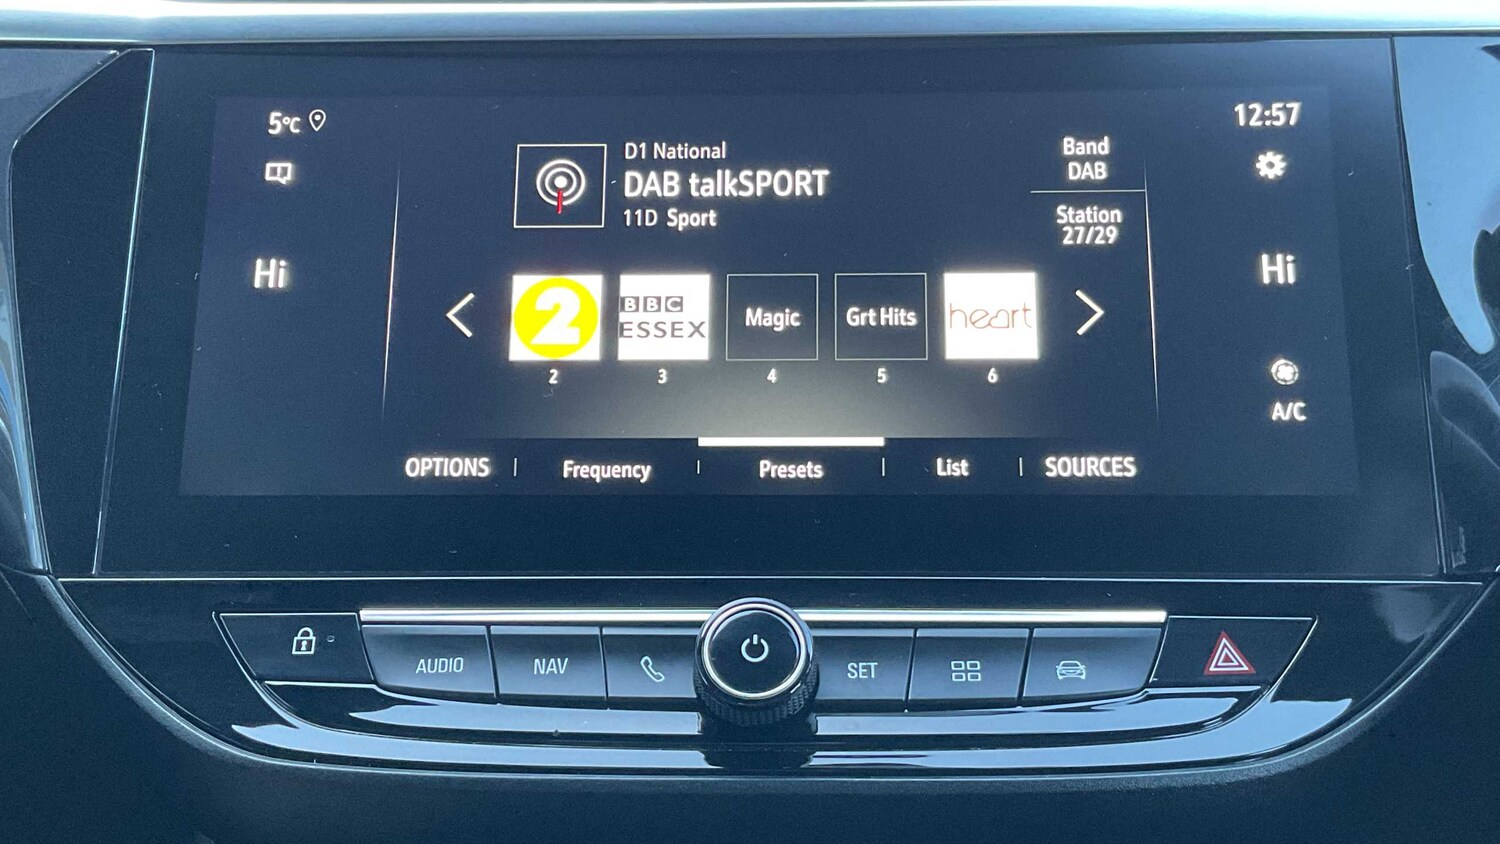 5°C
12:57
D1 National
DAB talkSPORT
11D Sport
Band
DAB
Station
27/29
Hi
Hi
2
BBC
ESSEX
Magic
Grt Hits
heart
2
3
4
5
6
A/C
OPTIONS
Frequency
Presets
List
SOURCES
AUDIO
NAV
SET